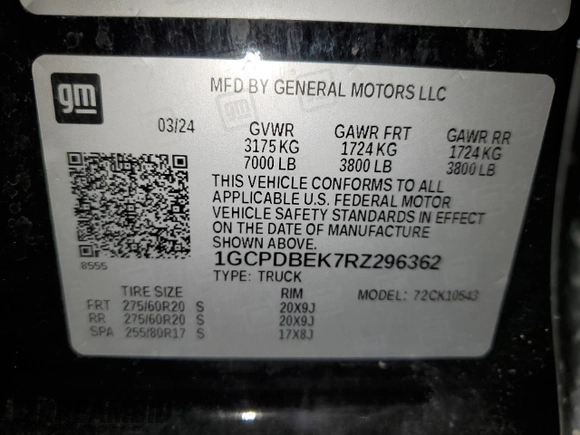 gm
MFD BY GENERAL MOTORS LLC
03/24 GVWR GAWR FRT GAWR RR
3175 KG 1724 KG 1724 KG
7000 LB 3800 LB 3800 LB
THIS VEHICLE CONFORMS TO ALL
APPLICABLE U.S. FEDERAL MOTOR
VEHICLE SAFETY STANDARDS IN EFFECT
ON THE DATE OF MANUFACTURE
SHOWN ABOVE.
8555 1GCPDBEK7RZ296362
TYPE: TRUCK
TIRE SIZE RIM MODEL: 72CK10543
FRT 275/60R20 S 20X9J
RR 275/60R20 S 20X9J
SPA 255/80R17 S 17X8J